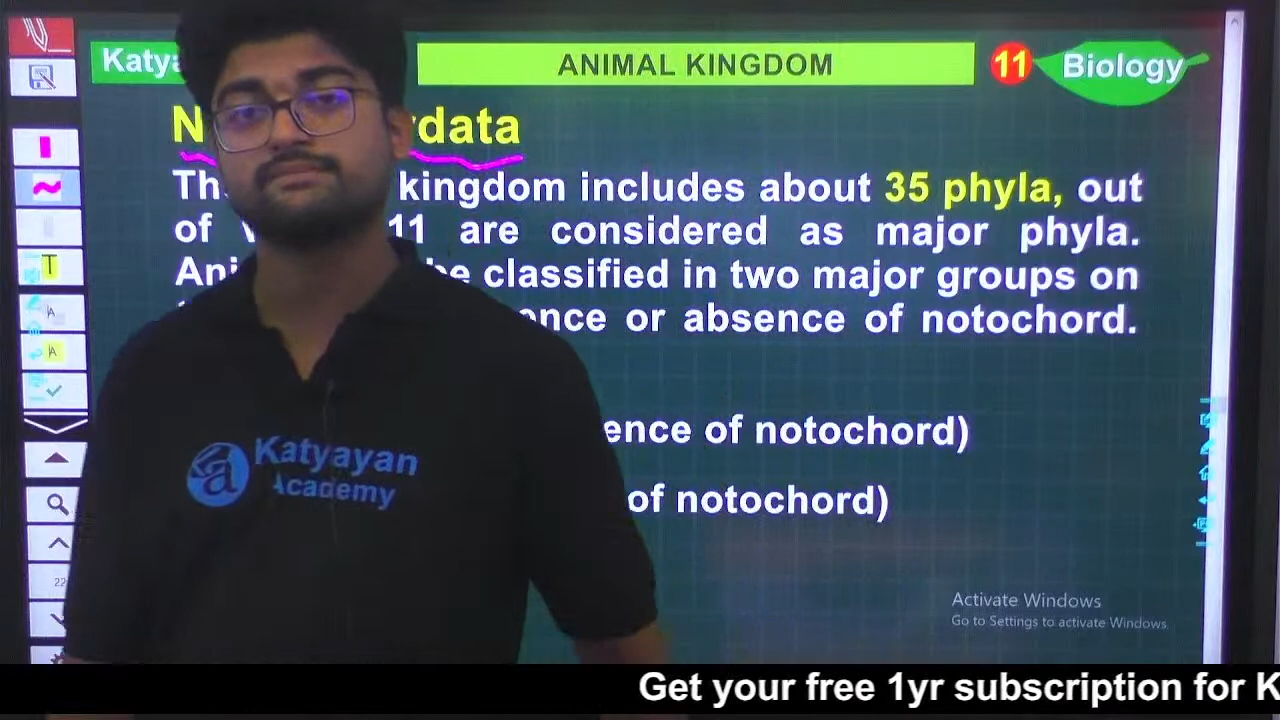 Katya
ANIMAL KINGDOM
11 Biology
N rdata
Th kingdom includes about 35 phyla, out
of 11 are considered as major phyla.
Ani be classified in two major groups on
ence or absence of notochord.
ence of notochord)
of notochord)
Katyayan
Academy
22
Activate Windows
Go to Settings to activate Windows.
Get your free 1yr subscription for K